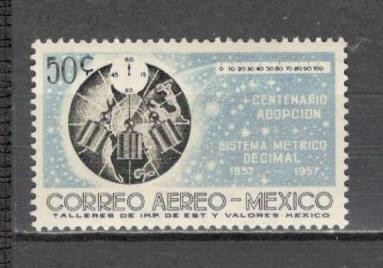 50¢
60
45 15
30
0 10 20 30 40 50 60 70 80 90 100
CENTENARIO
ADOPCION
SISTEMA METRICO
DECIMAL
1857 1957
CORREO AEREO-MEXICO
TALLERES DE IMP. DE EST. Y VALORES-MEXICO